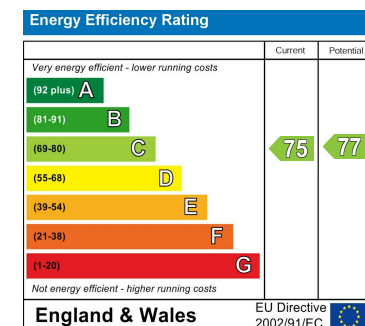 Energy Efficiency Rating
Current Potential
Very energy efficient - lower running costs
(92 plus) A
(81-91) B
(69-80) C 75 77
(55-68) D
(39-54) E
(21-38) F
(1-20) G
Not energy efficient - higher running costs
England & Wales
EU Directive
2002/91/EC